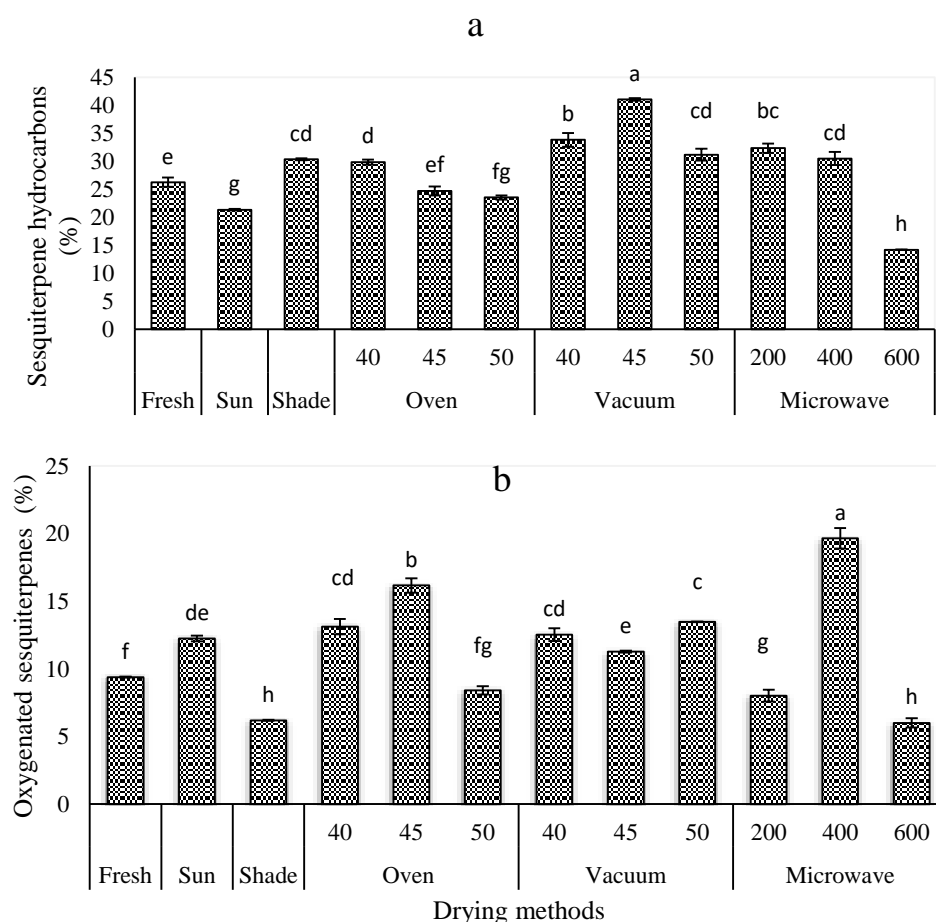 a
Sesquiterpene hydrocarbons
(%)
45
40
35
30
25
20
15
10
5
0
e
g
cd
d
ef
fg
b
a
cd
bc
cd
h
40 45 50 40 45 50 200 400 600
Fresh Sun Shade Oven Vacuum Microwave
b
Oxygenated sesquiterpenes (%)
25
20
15
10
5
0
f
de
h
cd
b
fg
cd
e
c
g
a
h
40 45 50 40 45 50 200 400 600
Fresh Sun Shade Oven Vacuum Microwave
Drying methods